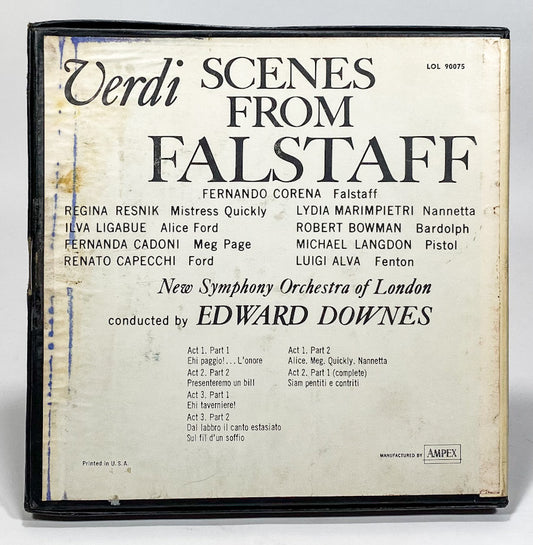 Verdi SCENES
LOL 90075
FROM
FALSTAFF
FERNANDO CORENA Falstaff
REGINA RESNIK Mistress Quickly
ILVA LIGABUE Alice Ford
FERNANDA CADONI Meg Page
RENATO CAPECCHI Ford
LYDIA MARIMPIETRI Nannetta
ROBERT BOWMAN Bardolph
MICHAEL LANGDON Pistol
LUIGI ALVA Fenton
New Symphony Orchestra of London
conducted by EDWARD DOWNES
Act 1. Part 1
Ehi paggio! . . . L'onore
Act 2. Part 2
Presenteremo un bill
Act 3. Part 1
Ehi taverniere!
Act 3. Part 2
Dal labbro il canto estasiato
Sul fil d'un soffio
Act 1. Part 2
Alice. Meg. Quickly. Nannetta
Act 2. Part 1 (complete)
Siam pentiti e contriti
Printed in U.S.A.
MANUFACTURED BY AMPEX